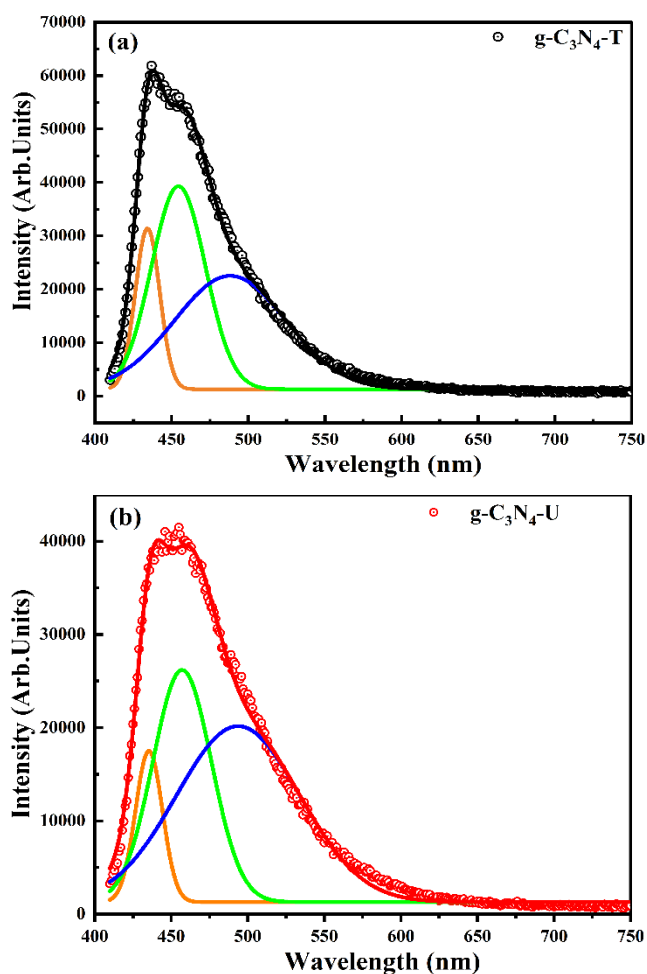 (a)
g-C₃N₄-T
70000
60000
50000
40000
30000
20000
10000
0
Intensity (Arb.Units)
400 450 500 550 600 650 700 750
Wavelength (nm)
(b)
g-C₃N₄-U
40000
30000
20000
10000
0
Intensity (Arb.Units)
400 450 500 550 600 650 700 750
Wavelength (nm)